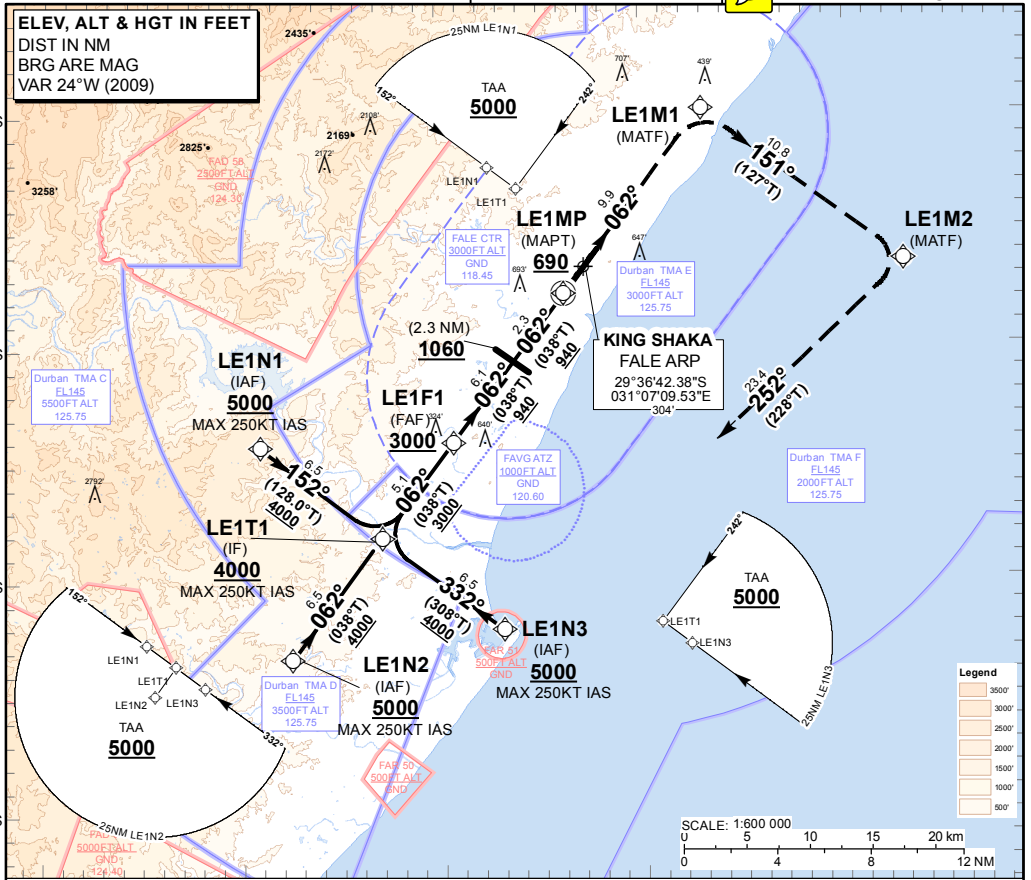 ELEV, ALT & HGT IN FEET
DIST IN NM
BRG ARE MAG
VAR 24°W (2009)
2435'
25NM LE1N1
TAA
5000
152°
242°
LE1N1
LE1T1
707'
439'
2108'
2169'
2172'
2825'
3258'
FAD 58
2500FT ALT
GND
124.30
LE1M1
(MATF)
10.8
151°
(127°T)
LE1M2
(MATF)
9.9
062°
LE1MP
(MAPT)
690
647'
693'
FALE CTR
3000FT ALT
GND
118.45
Durban TMA E
FL145
3000FT ALT
125.75
KING SHAKA
FALE ARP
29°36'42.38"S
031°07'09.53"E
304'
2.3
062°
(038°T)
940
(2.3 NM)
1060
6.1
062°
(038°T)
940
23.4
252°
(228°T)
LE1N1
(IAF)
5000
MAX 250KT IAS
Durban TMA C
FL145
5500FT ALT
125.75
LE1F1
(FAF)
3000
640'
6.5
152°
(128.0°T)
4000
5.1
062°
(038°T)
3000
FAVG ATZ
1000FT ALT
GND
120.60
Durban TMA F
FL145
2000FT ALT
125.75
2792'
LE1T1
(IF)
4000
MAX 250KT IAS
6.5
062°
(038°T)
4000
6.5
332°
(308°T)
4000
LE1N3
(IAF)
5000
MAX 250KT IAS
FAR 51
500FT ALT
GND
LE1N2
(IAF)
5000
MAX 250KT IAS
Durban TMA D
FL145
3500FT ALT
125.75
FAR 50
500FT ALT
GND
152°
LE1N1
LE1T1
LE1N2
LE1N3
TAA
5000
332°
25NM LE1N2
5000FT ALT
GND
124.40
242°
TAA
5000
LE1T1
LE1N3
25NM LE1N3
Legend
3500'
3000'
2500'
2000'
1500'
1000'
500'
SCALE: 1:600 000
0 5 10 15 20 km
0 4 8 12 NM